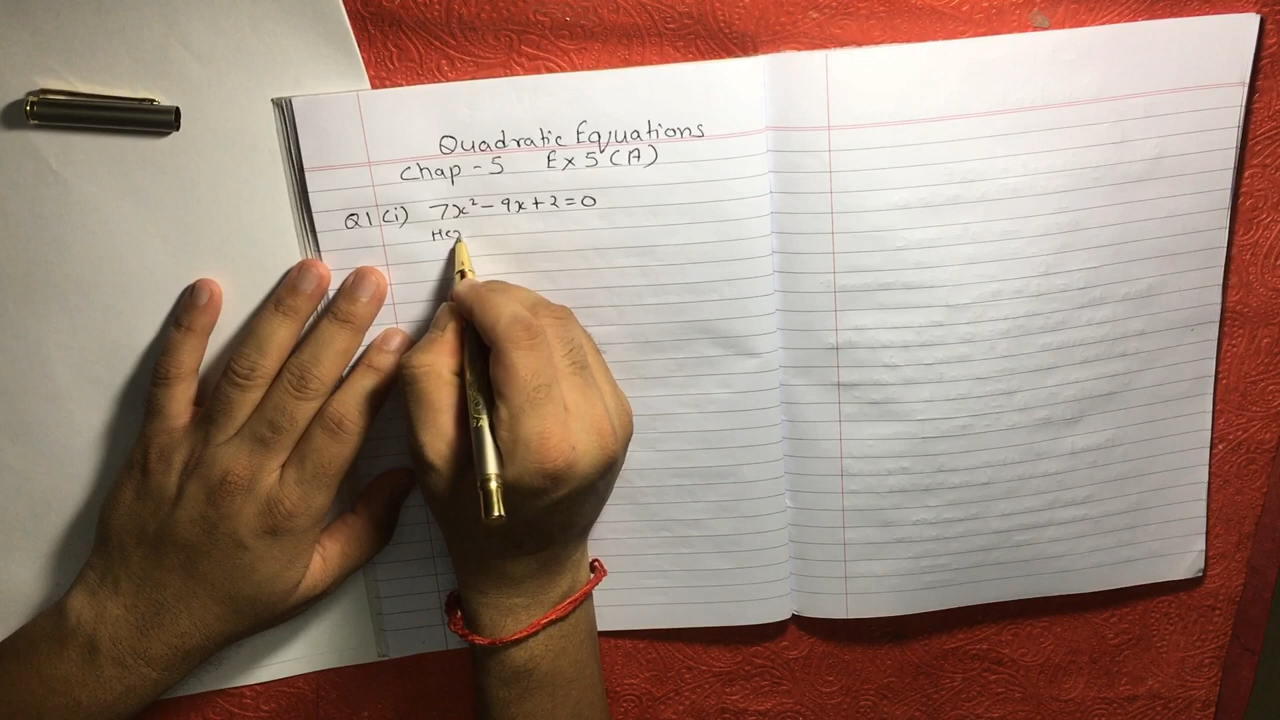 Quadratic Equations
Chap - 5 Ex 5 (A)
Q1 (i) 7x² - 9x + 2 = 0